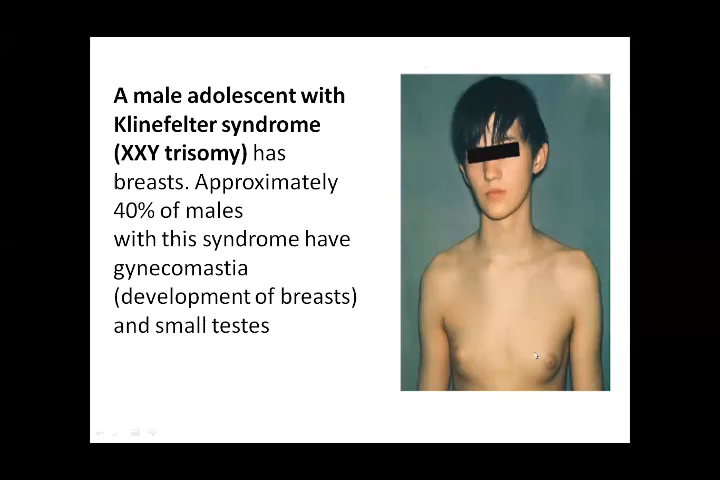 A male adolescent with
Klinefelter syndrome
(XXY trisomy) has
breasts. Approximately
40% of males
with this syndrome have
gynecomastia
(development of breasts)
and small testes